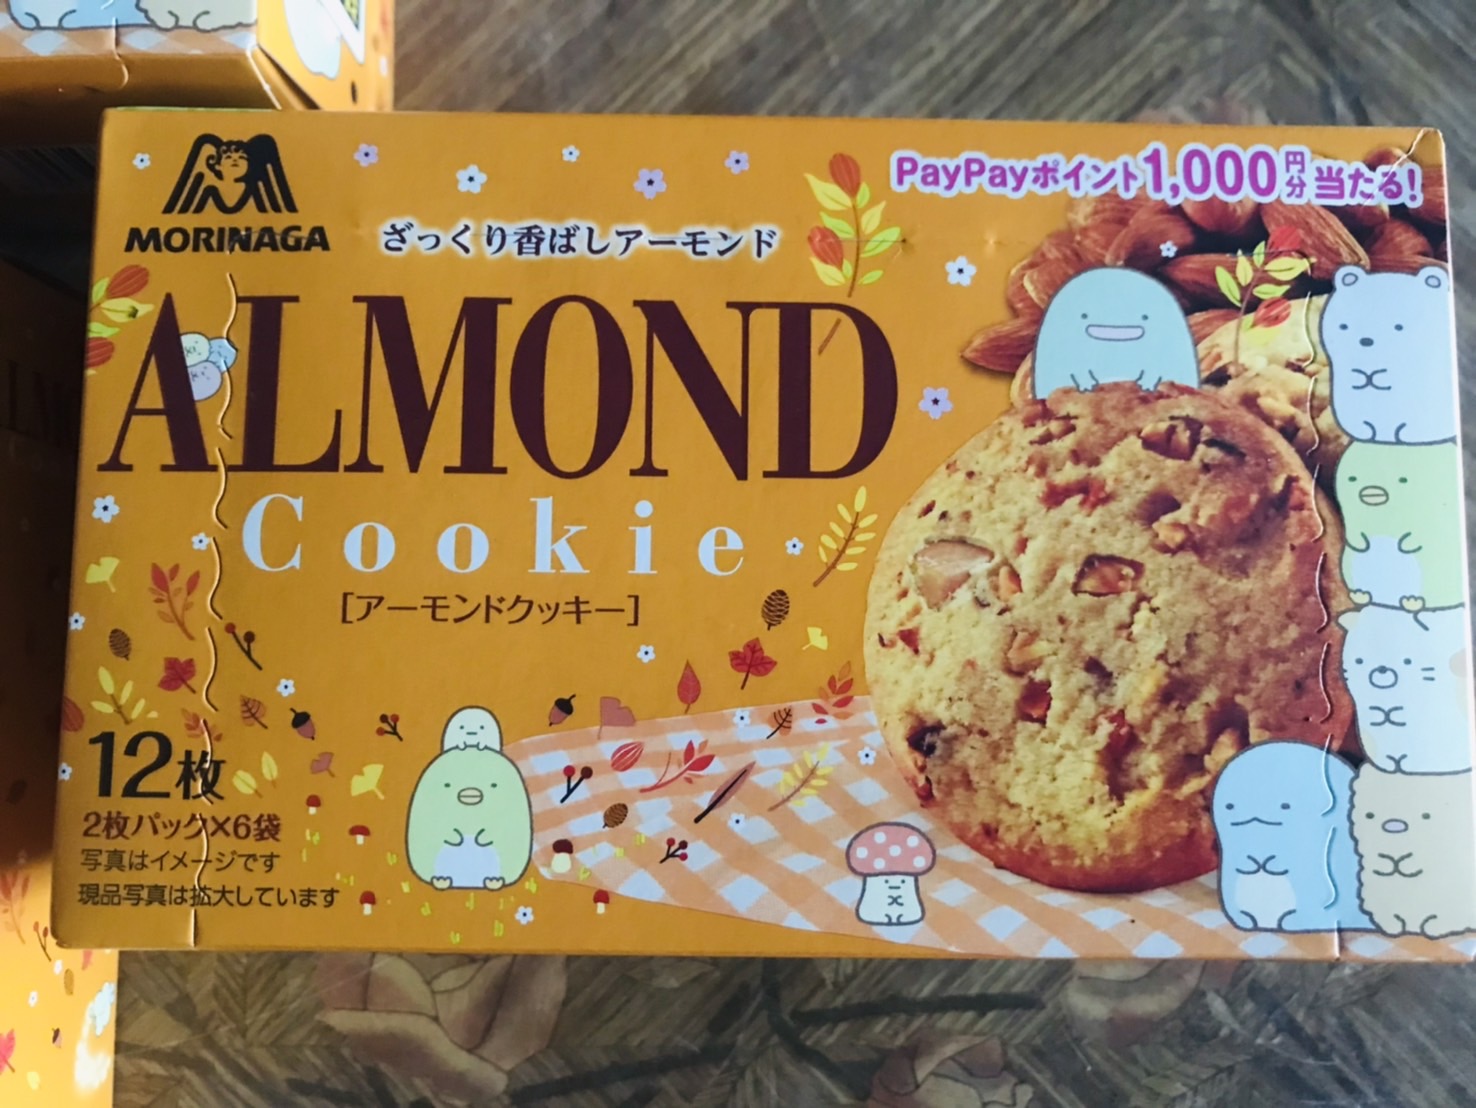 MORINAGA
PayPayポイント1,000円分当たる!
ざっくり香ばしアーモンド
ALMOND
Cookie
[アーモンドクッキー]
12枚
2枚パック×6袋
写真はイメージです
現品写真は拡大しています